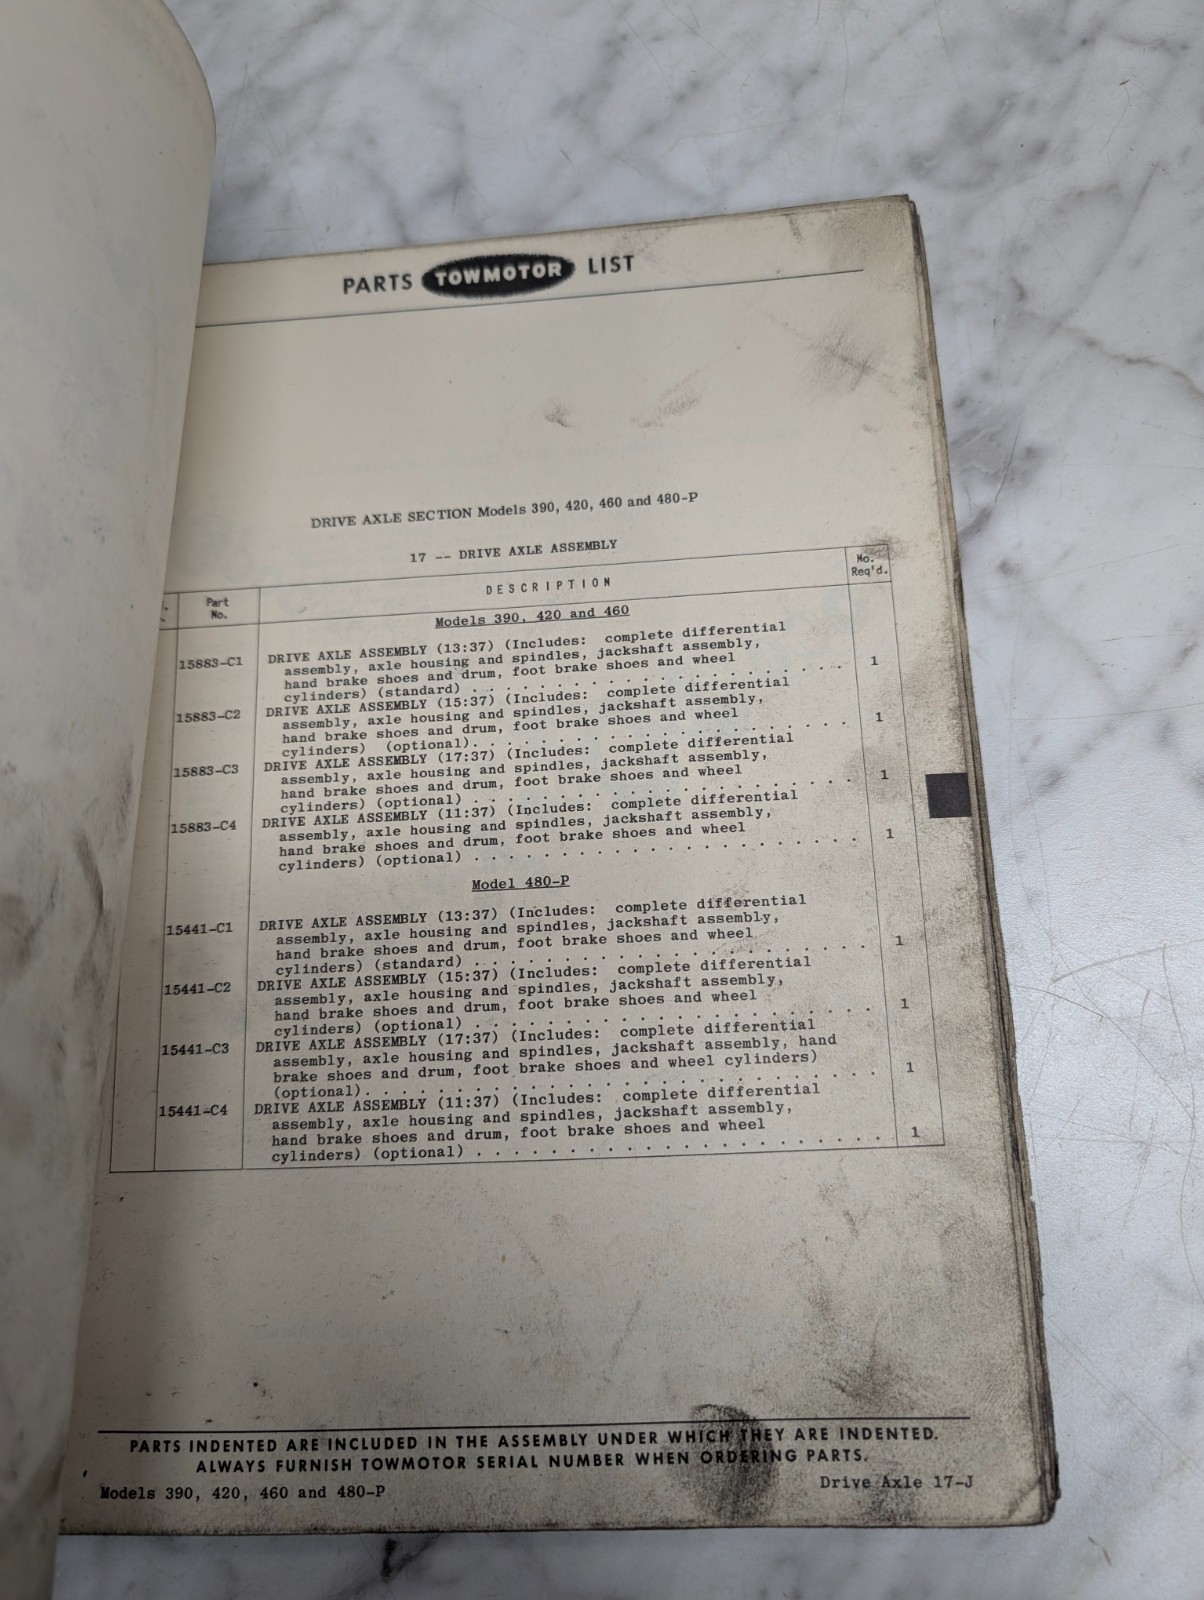 PARTS TOWMOTOR LIST
DRIVE AXLE SECTION Models 390, 420, 460 and 480-P
17 -- DRIVE AXLE ASSEMBLY
Part No.
DESCRIPTION
No. Req'd.
Models 390, 420 and 460
15883-C1 DRIVE AXLE ASSEMBLY (13:37) (Includes: complete differential
assembly, axle housing and spindles, jackshaft assembly,
hand brake shoes and drum, foot brake shoes and wheel
cylinders) (standard) . . . . . . . . . . . . . . . . . . . . . 1
15883-C2 DRIVE AXLE ASSEMBLY (15:37) (Includes: complete differential
assembly, axle housing and spindles, jackshaft assembly,
hand brake shoes and drum, foot brake shoes and wheel
cylinders) (optional). . . . . . . . . . . . . . . . . . . . . 1
15883-C3 DRIVE AXLE ASSEMBLY (17:37) (Includes: complete differential
assembly, axle housing and spindles, jackshaft assembly,
hand brake shoes and drum, foot brake shoes and wheel
cylinders) (optional) . . . . . . . . . . . . . . . . . . . . . 1
15883-C4 DRIVE AXLE ASSEMBLY (11:37) (Includes: complete differential
assembly, axle housing and spindles, jackshaft assembly,
hand brake shoes and drum, foot brake shoes and wheel
cylinders) (optional) . . . . . . . . . . . . . . . . . . . . . 1
Model 480-P
15441-C1 DRIVE AXLE ASSEMBLY (13:37) (Includes: complete differential
assembly, axle housing and spindles, jackshaft assembly,
hand brake shoes and drum, foot brake shoes and wheel
cylinders) (standard) . . . . . . . . . . . . . . . . . . . . . 1
15441-C2 DRIVE AXLE ASSEMBLY (15:37) (Includes: complete differential
assembly, axle housing and spindles, jackshaft assembly,
hand brake shoes and drum, foot brake shoes and wheel
cylinders) (optional) . . . . . . . . . . . . . . . . . . . . . 1
15441-C3 DRIVE AXLE ASSEMBLY (17:37) (Includes: complete differential
assembly, axle housing and spindles, jackshaft assembly, hand
brake shoes and drum, foot brake shoes and wheel cylinders)
(optional). . . . . . . . . . . . . . . . . . . . . . . . . . . 1
15441-C4 DRIVE AXLE ASSEMBLY (11:37) (Includes: complete differential
assembly, axle housing and spindles, jackshaft assembly,
hand brake shoes and drum, foot brake shoes and wheel
cylinders) (optional) . . . . . . . . . . . . . . . . . . . . . 1
PARTS INDENTED ARE INCLUDED IN THE ASSEMBLY UNDER WHICH THEY ARE INDENTED.
ALWAYS FURNISH TOWMOTOR SERIAL NUMBER WHEN ORDERING PARTS.
Models 390, 420, 460 and 480-P
Drive Axle 17-J